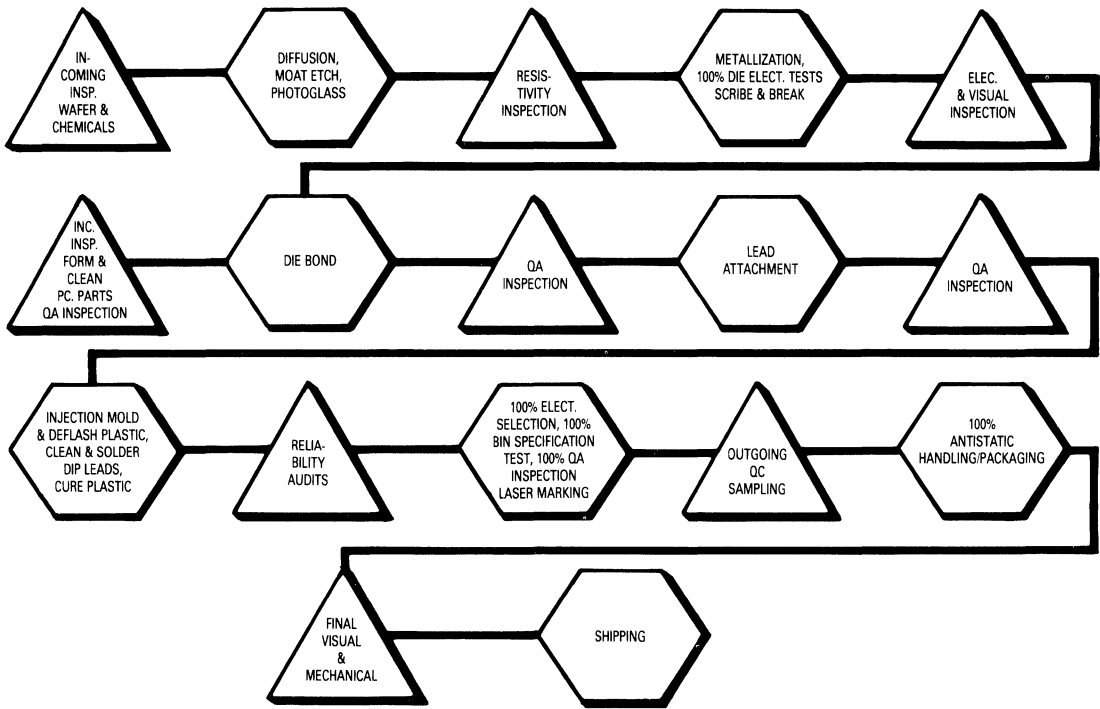 IN-
COMING
INSP.
WAFER &
CHEMICALS
DIFFUSION,
MOAT ETCH,
PHOTOGLASS
RESIS-
TIVITY
INSPECTION
METALLIZATION,
100% DIE ELECT. TESTS
SCRIBE & BREAK
ELEC.
& VISUAL
INSPECTION
INC.
INSP.
FORM &
CLEAN
PC. PARTS
QA INSPECTION
DIE BOND
QA
INSPECTION
LEAD
ATTACHMENT
QA
INSPECTION
INJECTION MOLD
& DEFLASH PLASTIC,
CLEAN & SOLDER
DIP LEADS,
CURE PLASTIC
RELIA-
BILITY
AUDITS
100% ELECT.
SELECTION, 100%
BIN SPECIFICATION
TEST, 100% QA
INSPECTION
LASER MARKING
OUTGOING
QC
SAMPLING
100%
ANTISTATIC
HANDLING/PACKAGING
FINAL
VISUAL
&
MECHANICAL
SHIPPING